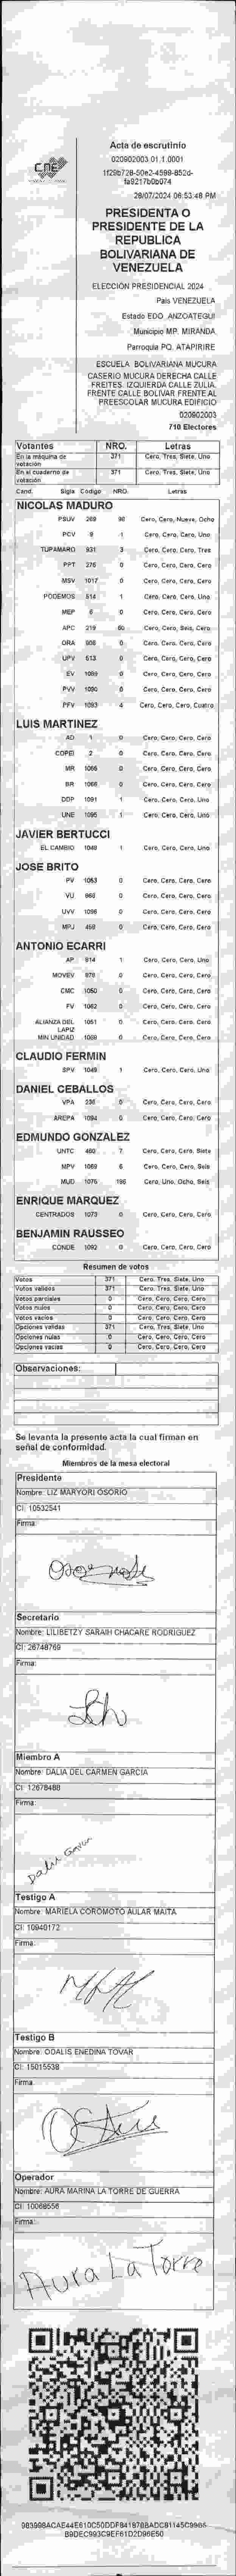 CNE
Acta de escrutinio
020902003.01.1.0001
1f29b728-50e2-4599-852d-
fa9217b0b074
28/07/2024 06:53:48 PM
PRESIDENTA O
PRESIDENTE DE LA
REPUBLICA
BOLIVARIANA DE
VENEZUELA
ELECCIÓN PRESIDENCIAL 2024
País VENEZUELA
Estado EDO. ANZOATEGUI
Municipio MP. MIRANDA
Parroquia PQ. ATAPIRIRE
ESCUELA BOLIVARIANA MUCURA
CASERIO MUCURA DERECHA CALLE
FREITES. IZQUIERDA CALLE ZULIA.
FRENTE CALLE BOLIVAR FRENTE AL
PREESCOLAR MUCURA EDIFICIO
020902003
710 Electores
Votantes NRO. Letras
En la máquina de votación 371 Cero, Tres, Siete, Uno
En el cuaderno de votación 371 Cero, Tres, Siete, Uno
Cand. Sigla Código NRO. Letras
NICOLAS MADURO
PSUV 269 98 Cero, Cero, Nueve, Ocho
PCV 9 1 Cero, Cero, Cero, Uno
TUPAMARO 931 3 Cero, Cero, Cero, Tres
PPT 276 0 Cero, Cero, Cero, Cero
MSV 1017 0 Cero, Cero, Cero, Cero
PODEMOS 514 1 Cero, Cero, Cero, Uno
MEP 6 0 Cero, Cero, Cero, Cero
APC 219 60 Cero, Cero, Seis, Cero
ORA 906 0 Cero, Cero, Cero, Cero
UPV 513 0 Cero, Cero, Cero, Cero
EV 1089 0 Cero, Cero, Cero, Cero
PVV 1090 0 Cero, Cero, Cero, Cero
PFV 1093 4 Cero, Cero, Cero, Cuatro
LUIS MARTINEZ
AD 1 0 Cero, Cero, Cero, Cero
COPEI 2 0 Cero, Cero, Cero, Cero
MR 1066 0 Cero, Cero, Cero, Cero
BR 1068 0 Cero, Cero, Cero, Cero
DDP 1091 1 Cero, Cero, Cero, Uno
UNE 1095 1 Cero, Cero, Cero, Uno
JAVIER BERTUCCI
EL CAMBIO 1048 1 Cero, Cero, Cero, Uno
JOSE BRITO
PV 1053 0 Cero, Cero, Cero, Cero
VU 960 0 Cero, Cero, Cero, Cero
UVV 1096 0 Cero, Cero, Cero, Cero
MPJ 459 0 Cero, Cero, Cero, Cero
ANTONIO ECARRI
AP 914 1 Cero, Cero, Cero, Uno
MOVEV 979 0 Cero, Cero, Cero, Cero
CMC 1050 0 Cero, Cero, Cero, Cero
FV 1062 0 Cero, Cero, Cero, Cero
ALIANZA DEL LAPIZ 1051 0 Cero, Cero, Cero, Cero
MIN UNIDAD 1069 0 Cero, Cero, Cero, Cero
CLAUDIO FERMIN
SPV 1049 1 Cero, Cero, Cero, Uno
DANIEL CEBALLOS
VPA 236 0 Cero, Cero, Cero, Cero
AREPA 1094 0 Cero, Cero, Cero, Cero
EDMUNDO GONZALEZ
UNTC 460 7 Cero, Cero, Cero, Siete
MPV 1069 6 Cero, Cero, Cero, Seis
MUD 1076 186 Cero, Uno, Ocho, Seis
ENRIQUE MARQUEZ
CENTRADOS 1073 0 Cero, Cero, Cero, Cero
BENJAMIN RAUSSEO
CONDE 1092 0 Cero, Cero, Cero, Cero
Resumen de votos
Votos 371 Cero, Tres, Siete, Uno
Votos validos 371 Cero, Tres, Siete, Uno
Votos parciales 0 Cero, Cero, Cero, Cero
Votos nulos 0 Cero, Cero, Cero, Cero
Votos vacios 0 Cero, Cero, Cero, Cero
Opciones validas 371 Cero, Tres, Siete, Uno
Opciones nulas 0 Cero, Cero, Cero, Cero
Opciones vacias 0 Cero, Cero, Cero, Cero
Observaciones:
Se levanta la presente acta la cual firman en
señal de conformidad.
Miembros de la mesa electoral
Presidente
Nombre: LIZ MARYORI OSORIO
CI: 10532541
Firma:
Secretario
Nombre: LILIBETZY SARAIH CHACARE RODRIGUEZ
CI: 26748769
Firma:
Miembro A
Nombre: DALIA DEL CARMEN GARCIA
CI: 12678488
Firma:
Dalia Garcia
Testigo A
Nombre: MARIELA COROMOTO AULAR MAITA
CI: 10940172
Firma:
Testigo B
Nombre: ODALIS ENEDINA TOVAR
CI: 15015538
Firma:
Operador
Nombre: AURA MARINA LA TORRE DE GUERRA
CI: 10068556
Firma:
Aura La Torre